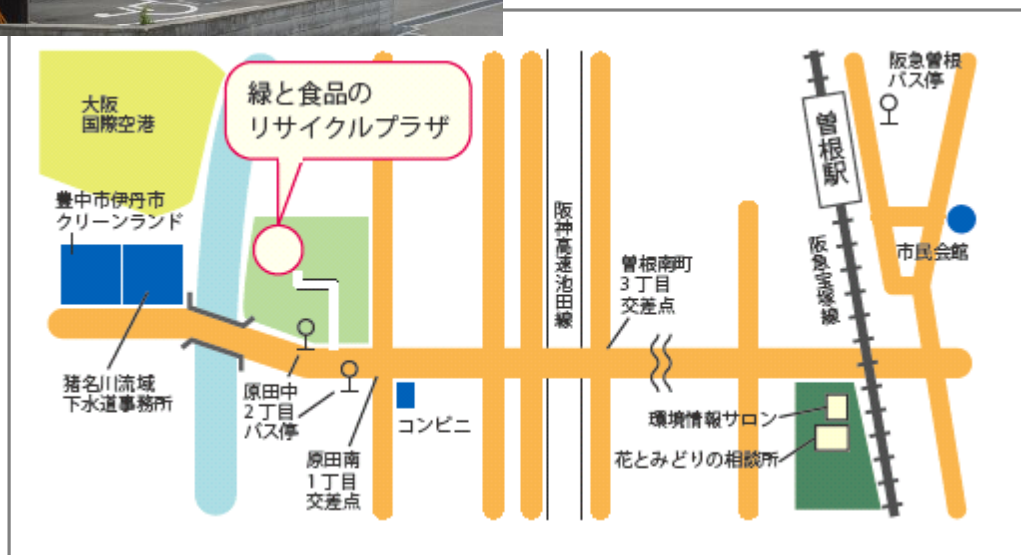 大阪
国際空港
緑と食品の
リサイクルプラザ
豊中市伊丹市
クリーンランド
猪名川流域
下水道事務所
原田中
2丁目
バス停
原田南
1丁目
交差点
コンビニ
阪神高速池田線
曽根南町
3丁目
交差点
環境情報サロン
花とみどりの相談所
曽根駅
阪急宝塚線
阪急曽根
バス停
市民会館